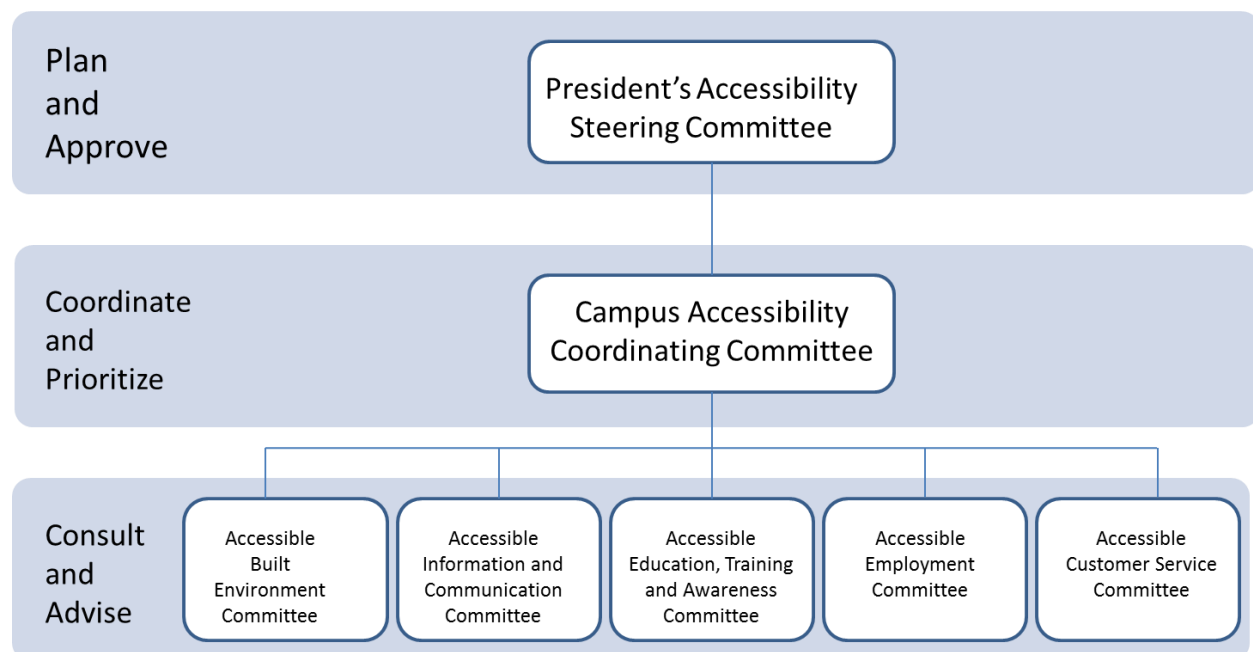 Plan
and
Approve
President’s Accessibility
Steering Committee
Coordinate
and
Prioritize
Campus Accessibility
Coordinating Committee
Consult
and
Advise
Accessible
Built
Environment
Committee
Accessible
Information and
Communication
Committee
Accessible
Education, Training
and Awareness
Committee
Accessible
Employment
Committee
Accessible
Customer Service
Committee